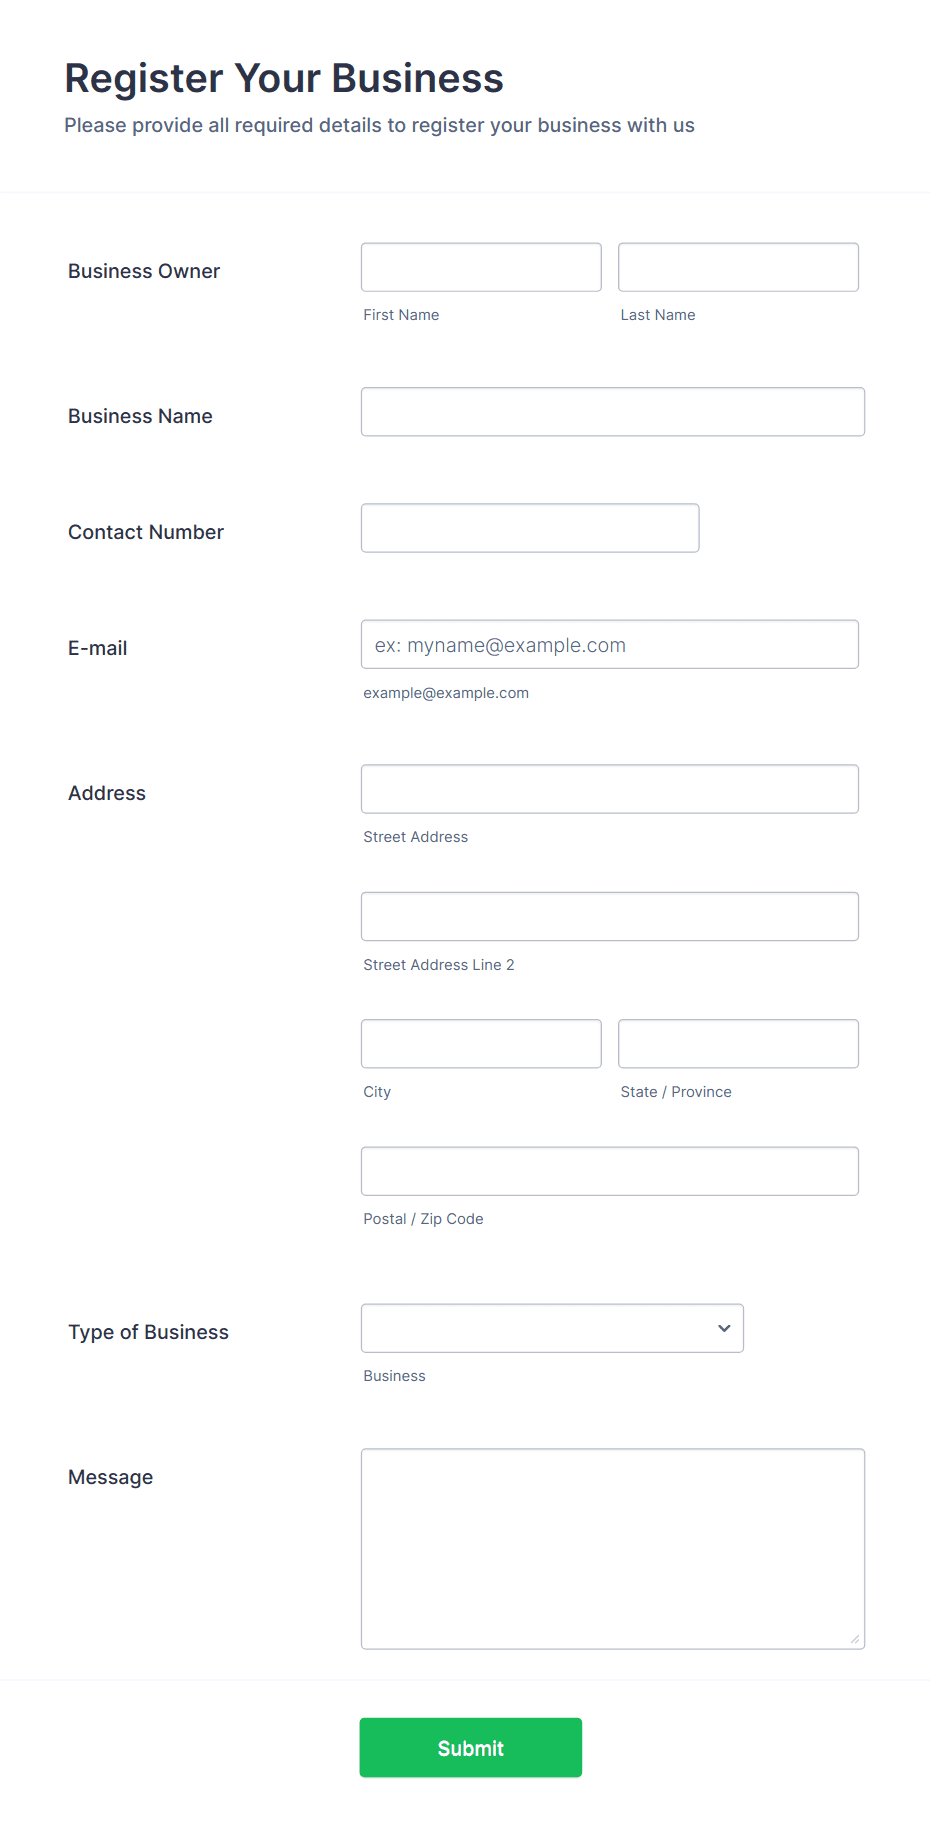 Register Your Business
Please provide all required details to register your business with us
Business Owner
First Name
Last Name
Business Name
Contact Number
E-mail
ex: myname@example.com
example@example.com
Address
Street Address
Street Address Line 2
City
State / Province
Postal / Zip Code
Type of Business
Business
Message
Submit